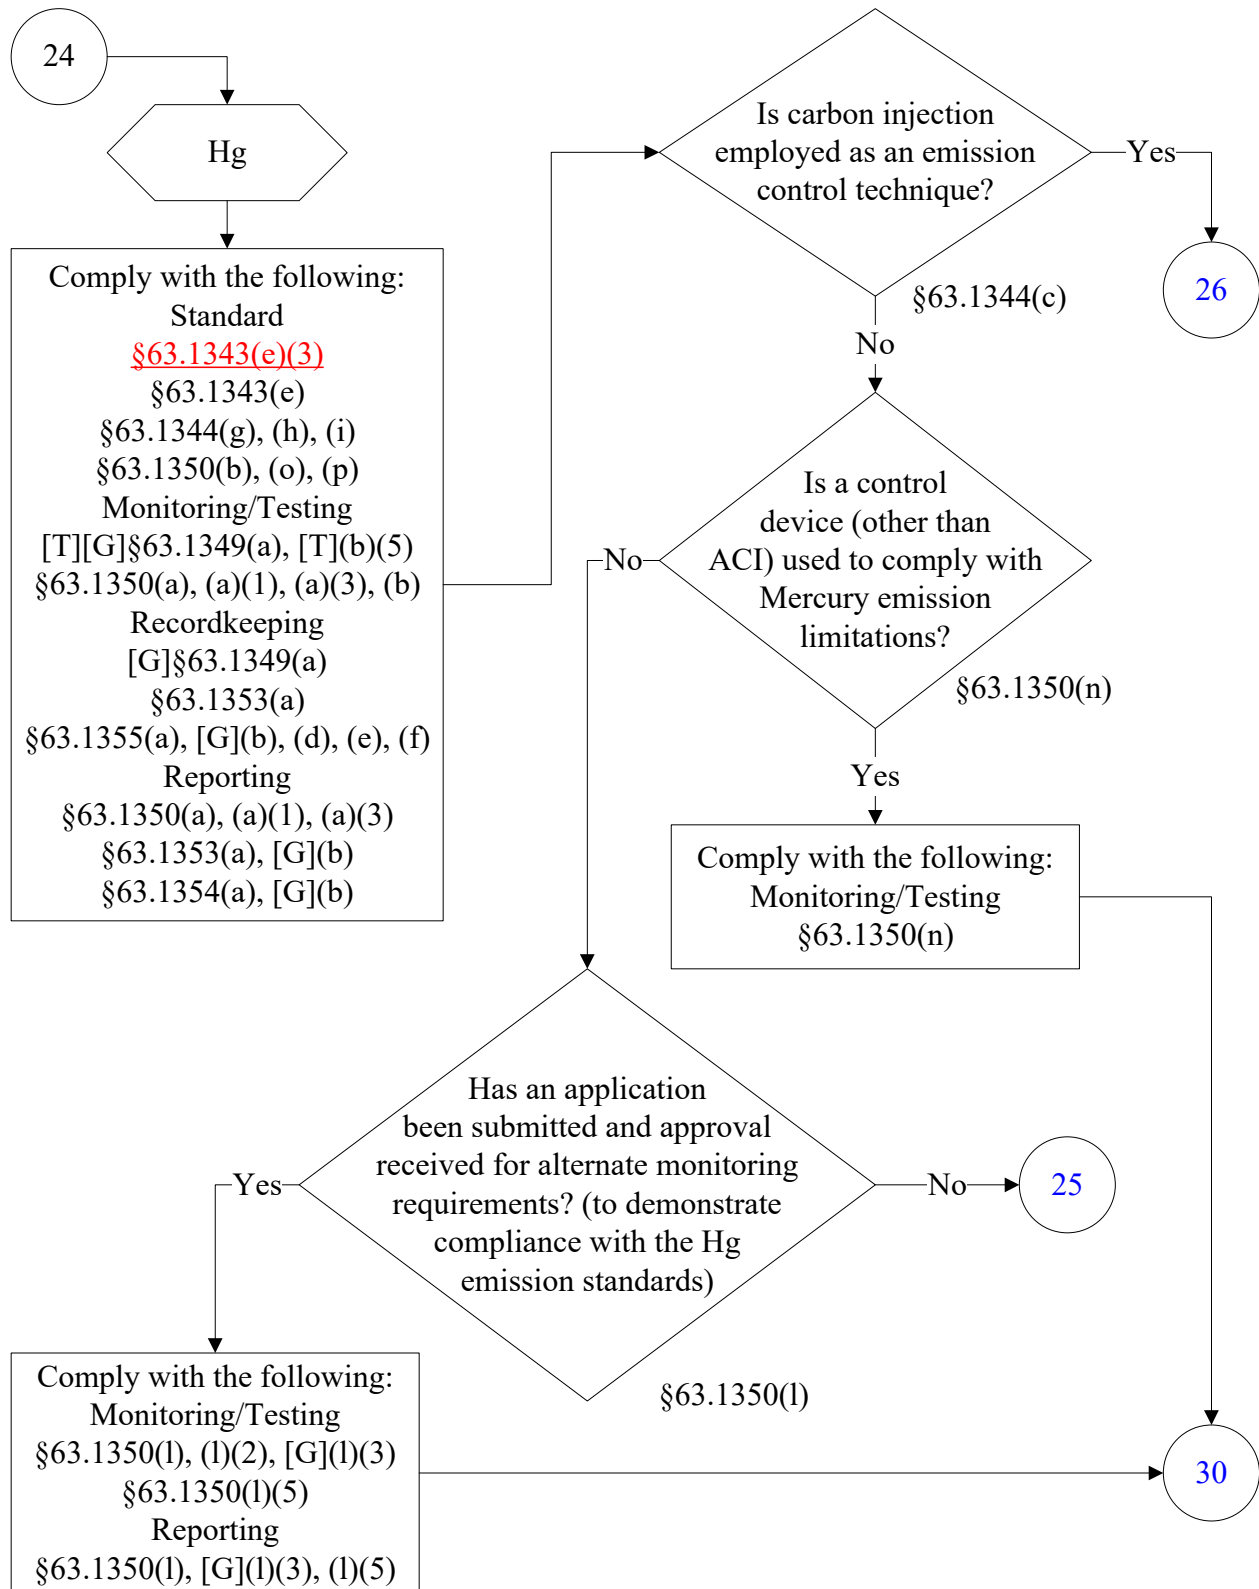 24
Hg
Comply with the following:
Standard
§63.1343(e)(3)
§63.1343(e)
§63.1344(g), (h), (i)
§63.1350(b), (o), (p)
Monitoring/Testing
[T][G]§63.1349(a), [T](b)(5)
§63.1350(a), (a)(1), (a)(3), (b)
Recordkeeping
[G]§63.1349(a)
§63.1353(a)
§63.1355(a), [G](b), (d), (e), (f)
Reporting
§63.1350(a), (a)(1), (a)(3)
§63.1353(a), [G](b)
§63.1354(a), [G](b)
Is carbon injection
employed as an emission
control technique?
Yes
26
§63.1344(c)
No
Is a control
device (other than
ACI) used to comply with
Mercury emission
limitations?
No
§63.1350(n)
Yes
Comply with the following:
Monitoring/Testing
§63.1350(n)
Has an application
been submitted and approval
received for alternate monitoring
requirements? (to demonstrate
compliance with the Hg
emission standards)
Yes
No
25
§63.1350(l)
Comply with the following:
Monitoring/Testing
§63.1350(l), (l)(2), [G](l)(3)
§63.1350(l)(5)
Reporting
§63.1350(l), [G](l)(3), (l)(5)
30